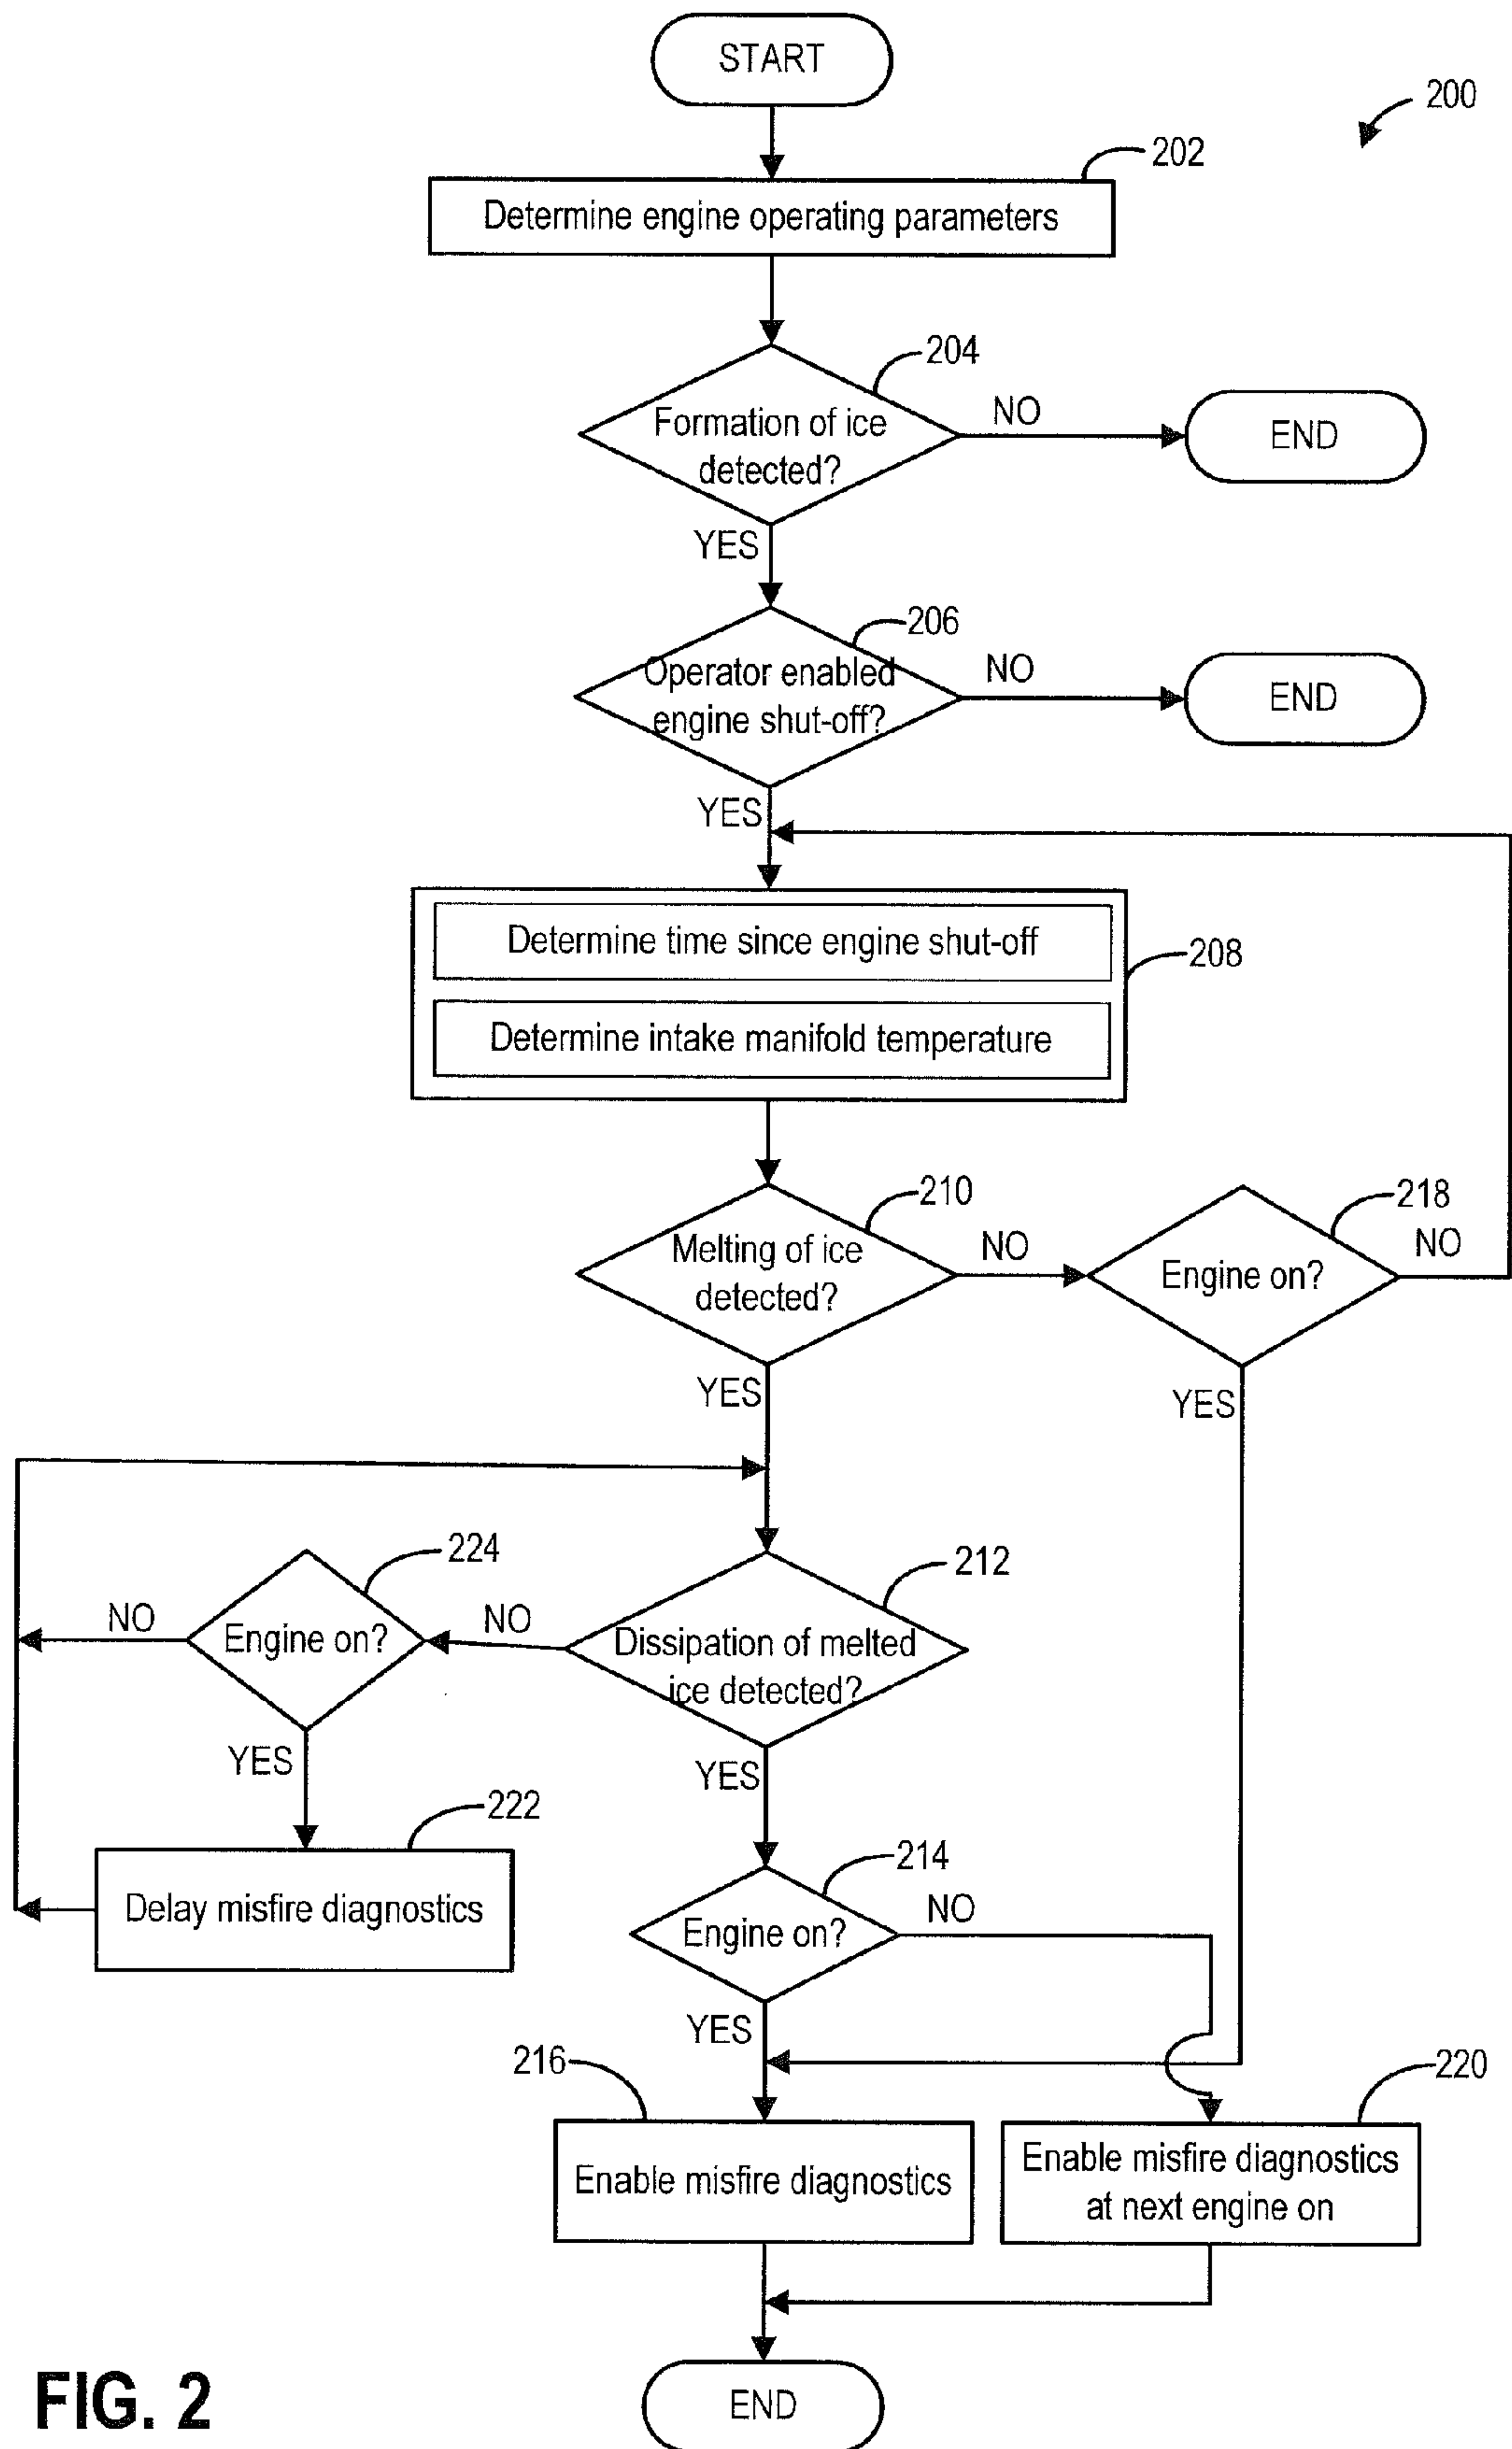 START
200
202
Determine engine operating parameters
204
Formation of ice
detected?
NO
END
YES
206
Operator enabled
engine shut-off?
NO
END
YES
Determine time since engine shut-off
208
Determine intake manifold temperature
210
Melting of ice
detected?
NO
218
Engine on?
NO
YES
YES
224
Engine on?
NO
NO
212
Dissipation of melted
ice detected?
YES
YES
222
Delay misfire diagnostics
214
Engine on?
NO
YES
216
Enable misfire diagnostics
220
Enable misfire diagnostics
at next engine on
END
FIG. 2